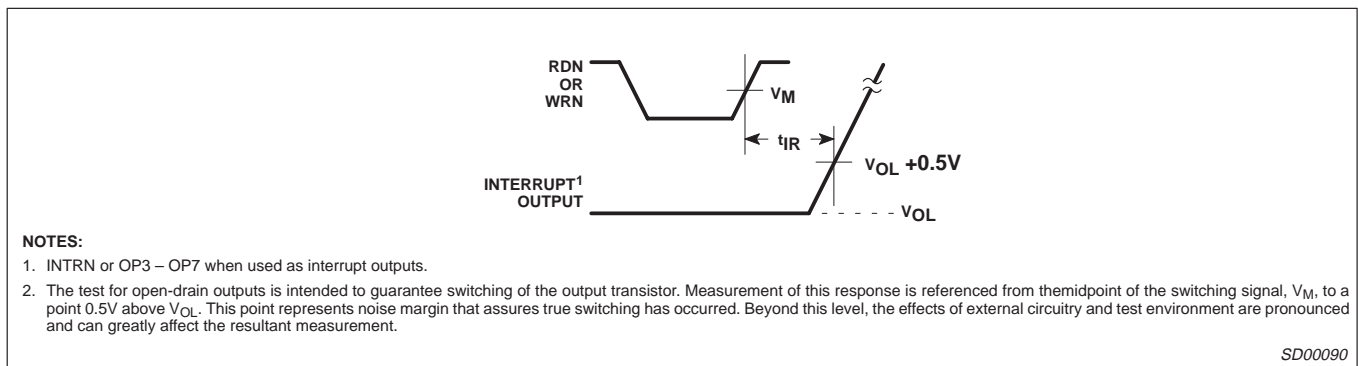 RDN
OR
WRN
VM
tIR
VOL +0.5V
INTERRUPT1
OUTPUT
VOL
NOTES:
1. INTRN or OP3 – OP7 when used as interrupt outputs.
2. The test for open-drain outputs is intended to guarantee switching of the output transistor. Measurement of this response is referenced from themidpoint of the switching signal, VM, to a
point 0.5V above VOL. This point represents noise margin that assures true switching has occurred. Beyond this level, the effects of external circuitry and test environment are pronounced
and can greatly affect the resultant measurement.
SD00090